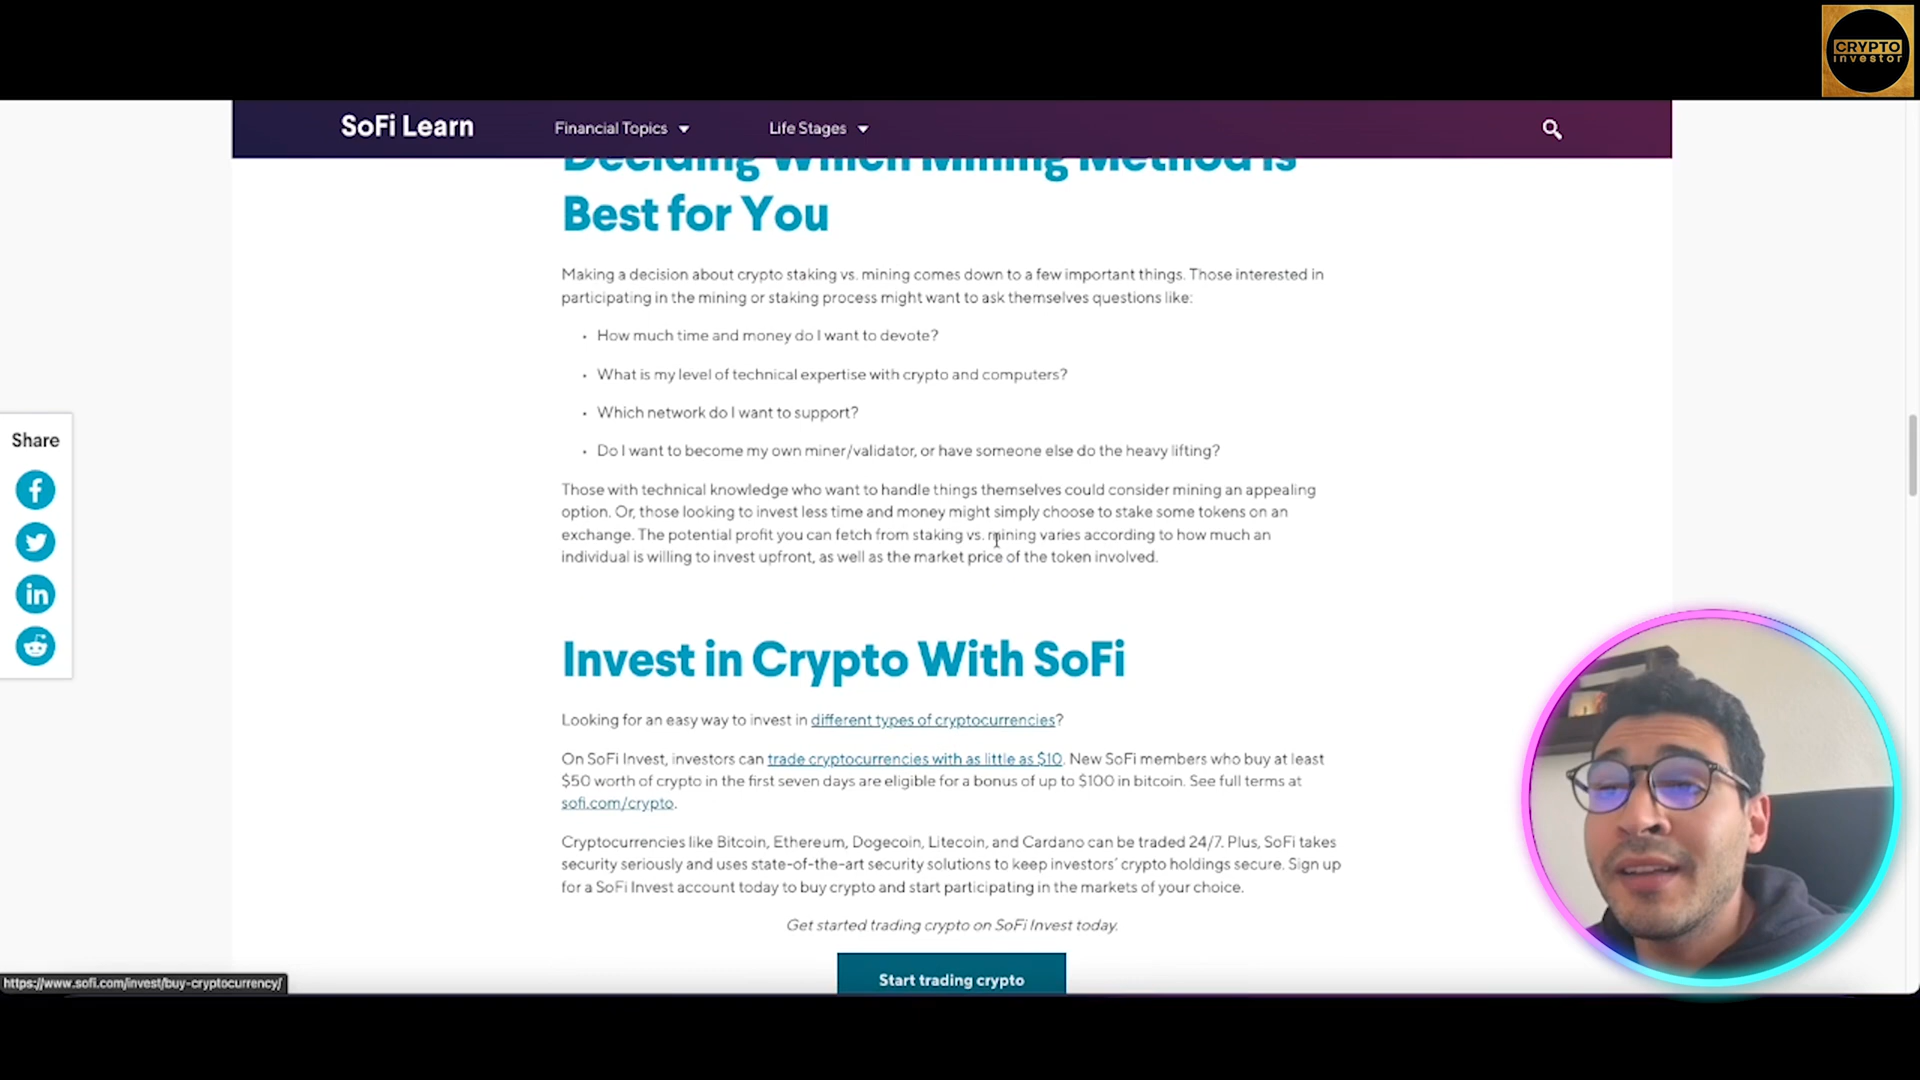 CRYPTO
investor
SoFi Learn
Financial Topics
Life Stages
Deciding Which Mining Method is
Best for You
Making a decision about crypto staking vs. mining comes down to a few important things. Those interested in
participating in the mining or staking process might want to ask themselves questions like:
• How much time and money do I want to devote?
• What is my level of technical expertise with crypto and computers?
• Which network do I want to support?
• Do I want to become my own miner/validator, or have someone else do the heavy lifting?
Those with technical knowledge who want to handle things themselves could consider mining an appealing
option. Or, those looking to invest less time and money might simply choose to stake some tokens on an
exchange. The potential profit you can fetch from staking vs. mining varies according to how much an
individual is willing to invest upfront, as well as the market price of the token involved.
Share
Invest in Crypto With SoFi
Looking for an easy way to invest in different types of cryptocurrencies?
On SoFi Invest, investors can trade cryptocurrencies with as little as $10. New SoFi members who buy at least
$50 worth of crypto in the first seven days are eligible for a bonus of up to $100 in bitcoin. See full terms at
sofi.com/crypto.
Cryptocurrencies like Bitcoin, Ethereum, Dogecoin, Litecoin, and Cardano can be traded 24/7. Plus, SoFi takes
security seriously and uses state-of-the-art security solutions to keep investors' crypto holdings secure. Sign up
for a SoFi Invest account today to buy crypto and start participating in the markets of your choice.
Get started trading crypto on SoFi Invest today.
Start trading crypto
https://www.sofi.com/invest/buy-cryptocurrency/